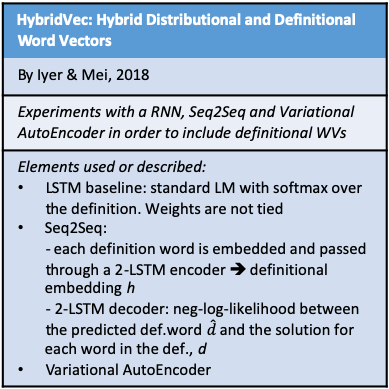 HybridVec: Hybrid Distributional and Definitional
Word Vectors
By Iyer & Mei, 2018
Experiments with a RNN, Seq2Seq and Variational
AutoEncoder in order to include definitional WVs
Elements used or described:
• LSTM baseline: standard LM with softmax over
the definition. Weights are not tied
• Seq2Seq:
- each definition word is embedded and passed
through a 2-LSTM encoder ➔ definitional
embedding h
- 2-LSTM decoder: neg-log-likelihood between
the predicted def.word d̂ and the solution for
each word in the def., d
• Variational AutoEncoder